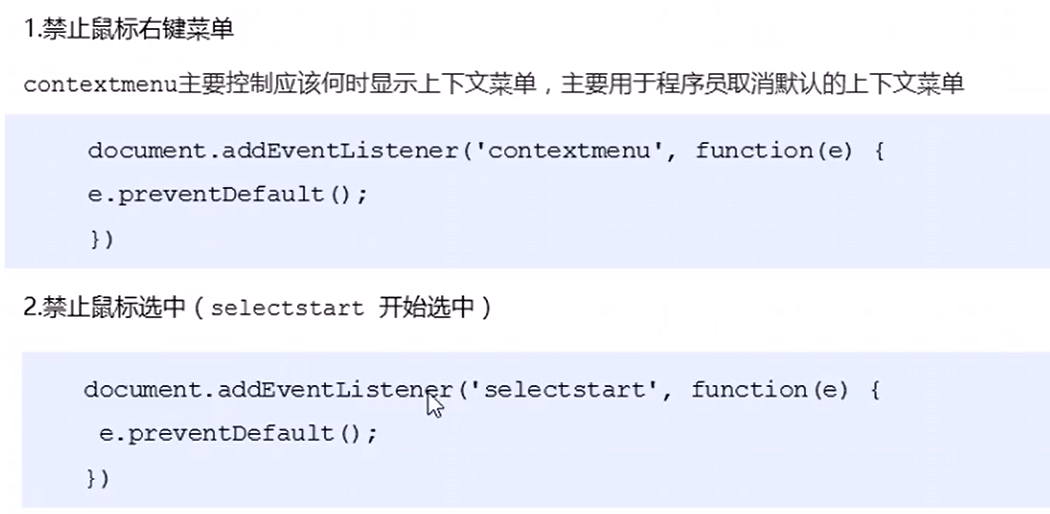 1.禁止鼠标右键菜单
contextmenu主要控制应该何时显示上下文菜单，主要用于程序员取消默认的上下文菜单
document.addEventListener('contextmenu', function(e) {
e.preventDefault();
})
2.禁止鼠标选中（selectstart 开始选中）
document.addEventListener('selectstart', function(e) {
e.preventDefault();
})